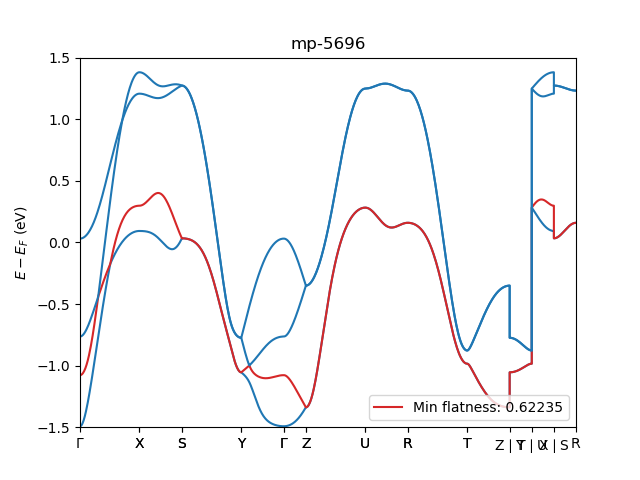 mp-5696
E − E_F (eV)
1.5
1.0
0.5
0.0
−0.5
−1.0
−1.5
Min flatness: 0.62235
Γ X S Y Γ Z U R T Z | Y T | U X | S R